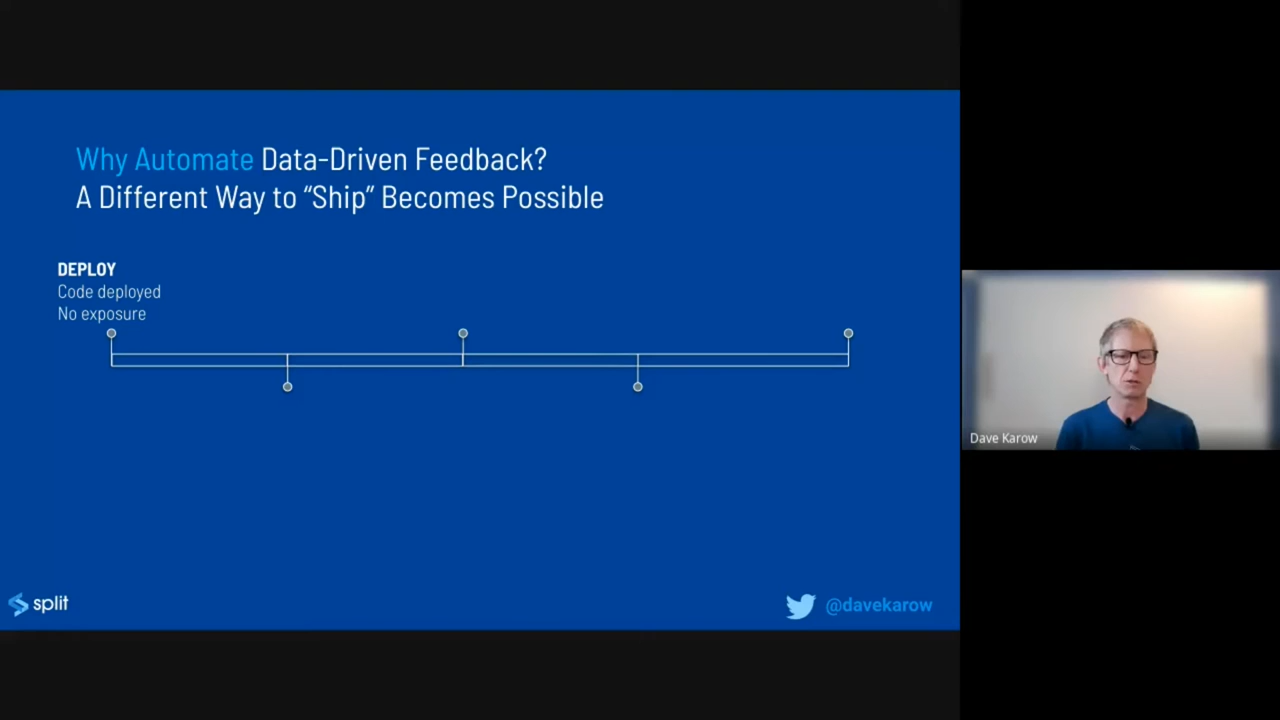 Why Automate Data-Driven Feedback?
A Different Way to “Ship” Becomes Possible
DEPLOY
Code deployed
No exposure
split
@davekarow
Dave Karow